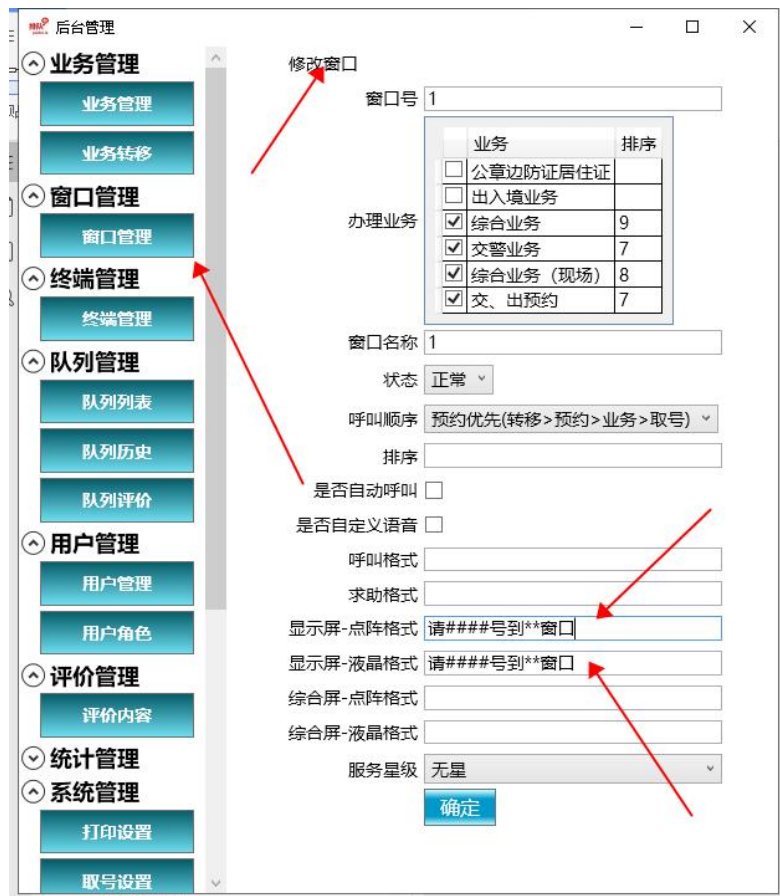 后台管理
业务管理
业务管理
业务转移
窗口管理
窗口管理
终端管理
终端管理
队列管理
队列列表
队列历史
队列评价
用户管理
用户管理
用户角色
评价管理
评价内容
统计管理
系统管理
打印设置
取号设置
修改窗口
窗口号 1
办理业务
业务 排序
公章边防证居住证
出入境业务
综合业务 9
交警业务 7
综合业务（现场） 8
交、出预约 7
窗口名称 1
状态 正常
呼叫顺序 预约优先(转移>预约>业务>取号)
排序
是否自动呼叫
是否自定义语音
呼叫格式
求助格式
显示屏-点阵格式 请####号到**窗口
显示屏-液晶格式 请####号到**窗口
综合屏-点阵格式
综合屏-液晶格式
服务星级 无星
确定